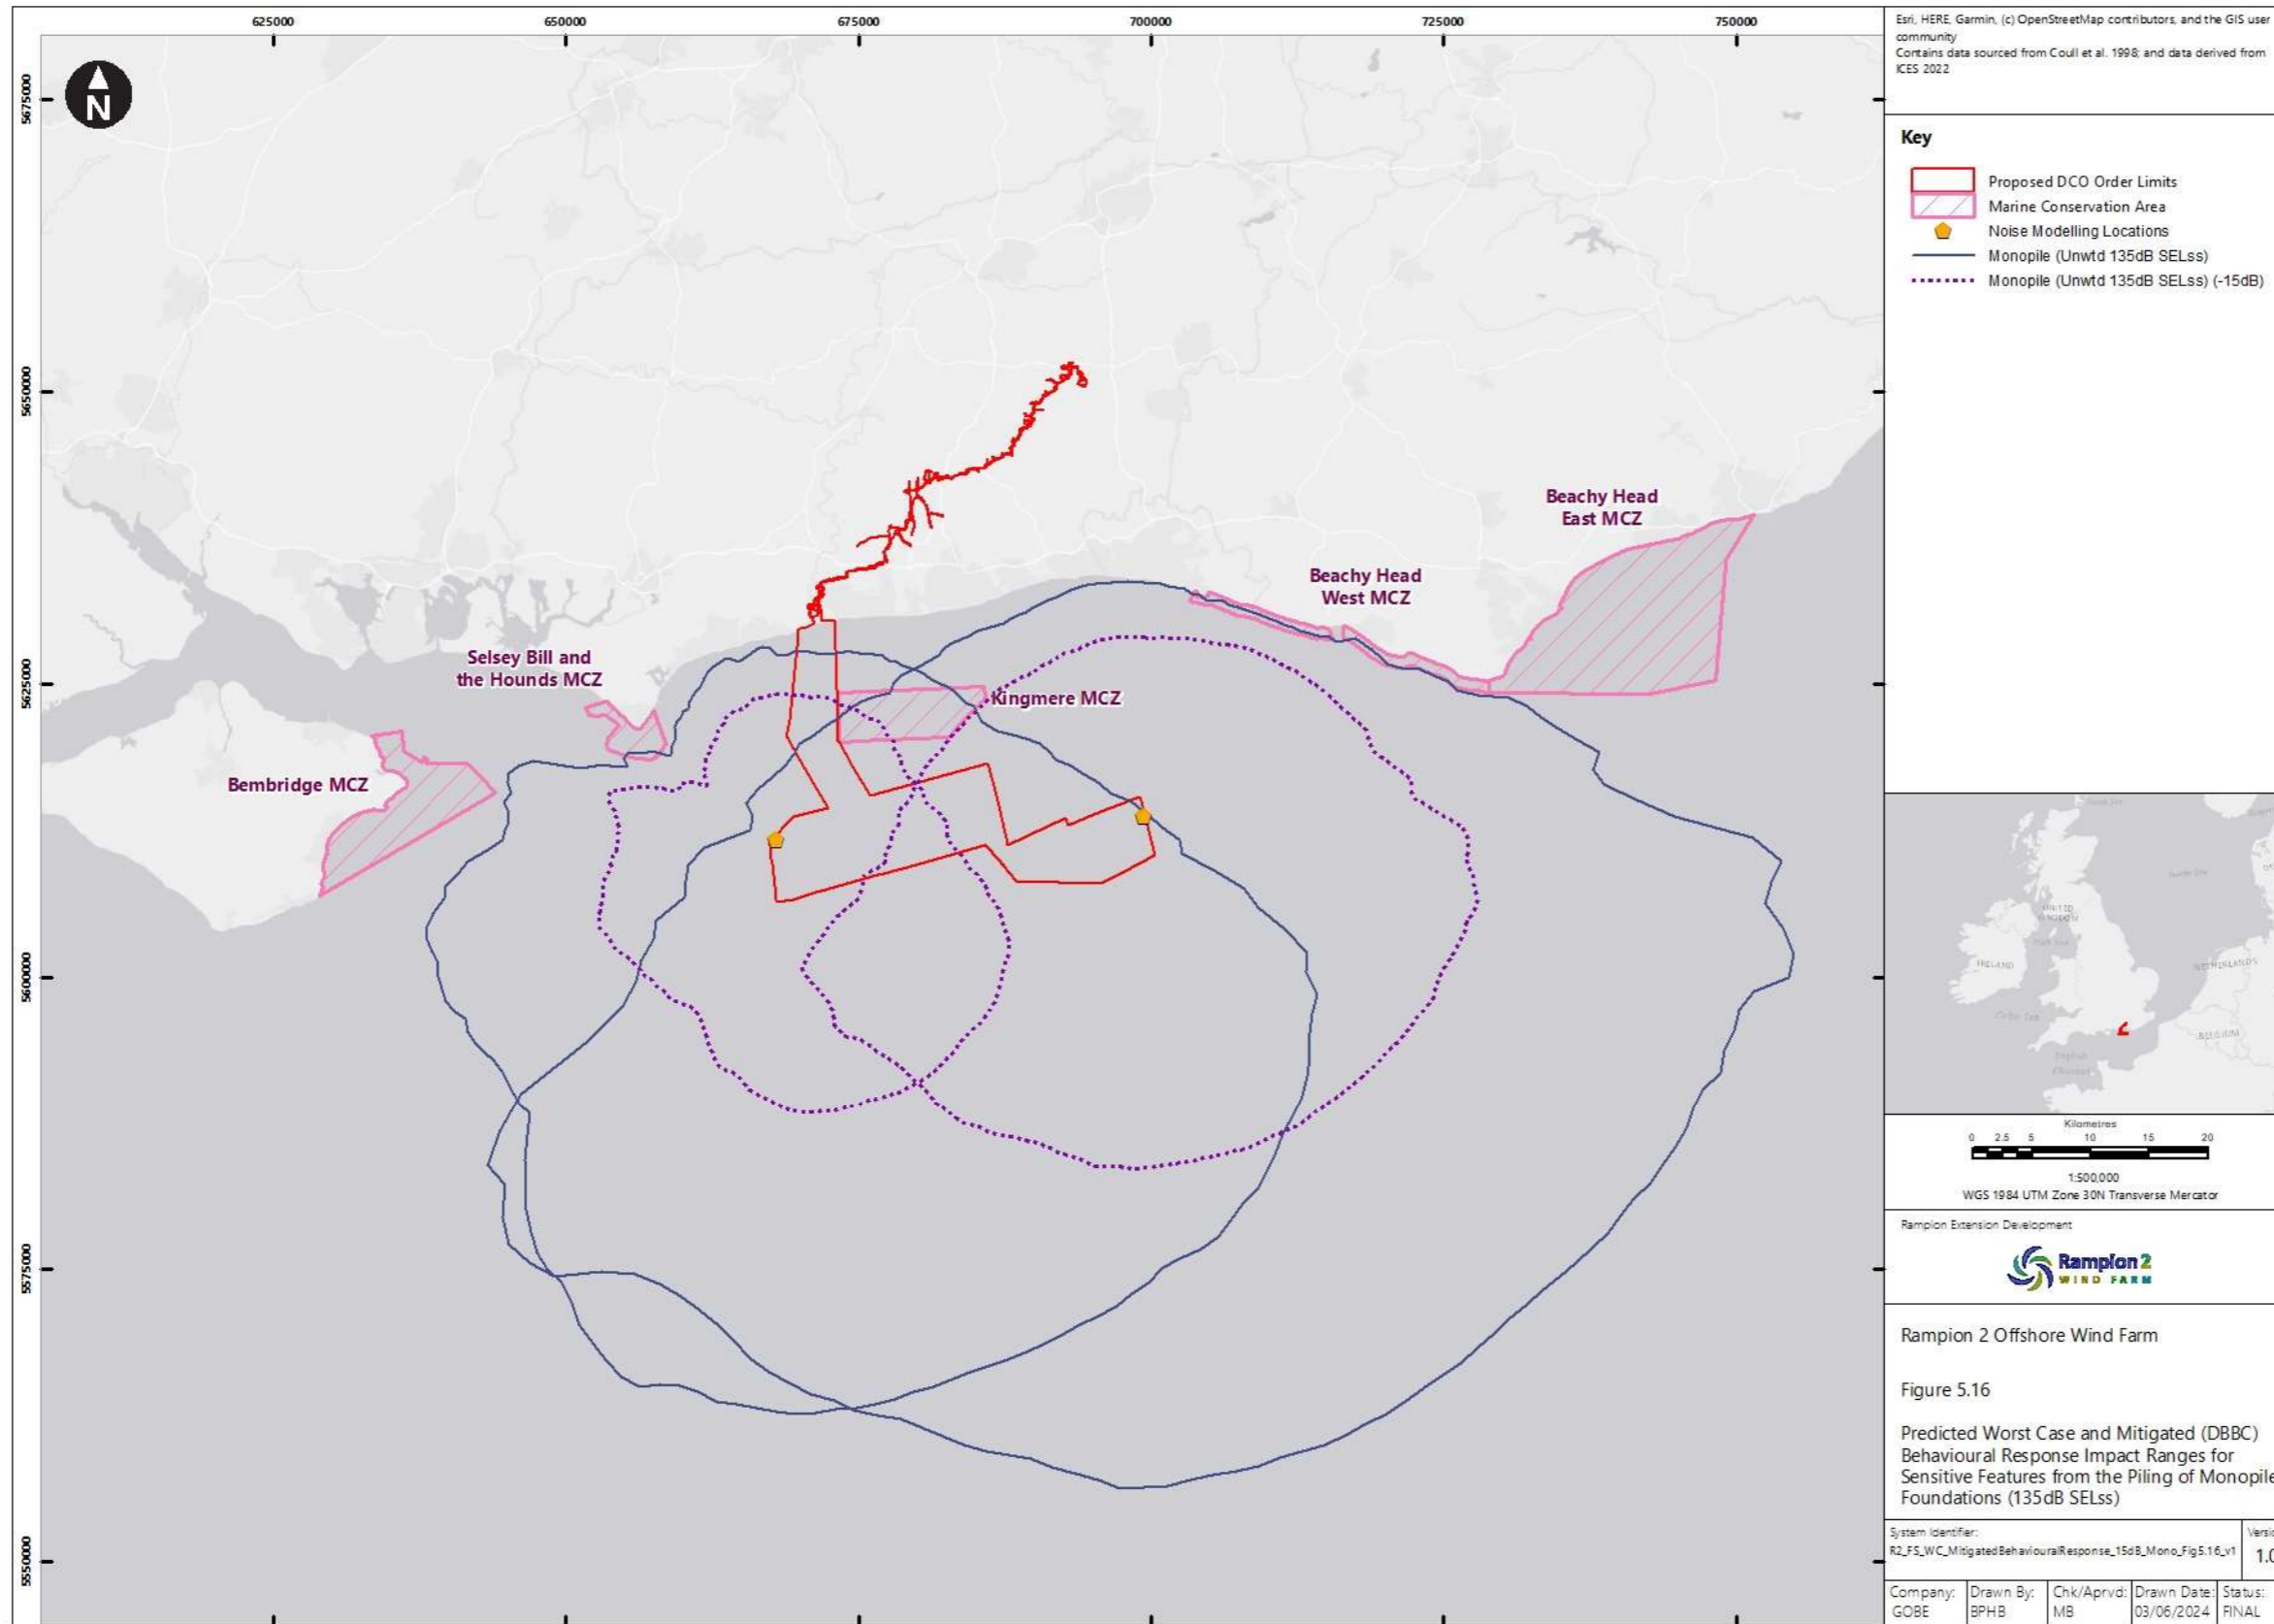 625000
650000
675000
700000
725000
750000
5675000
5650000
5625000
5600000
5575000
5550000
N
Beachy Head
East MCZ
Beachy Head
West MCZ
Selsey Bill and
the Hounds MCZ
Kingmere MCZ
Bembridge MCZ
Esri, HERE, Garmin, (c) OpenStreetMap contributors, and the GIS user
community
Contains data sourced from Coull et al. 1998; and data derived from
ICES 2022
Key
Proposed DCO Order Limits
Marine Conservation Area
Noise Modelling Locations
Monopile (Unwtd 135dB SELss)
Monopile (Unwtd 135dB SELss) (-15dB)
UNITED
KINGDOM
IRELAND
NETHERLANDS
BELGIUM
Kilometres
0 2.5 5 10 15 20
1:500,000
WGS 1984 UTM Zone 30N Transverse Mercator
Rampion Extension Development
Rampion 2
WIND FARM
Rampion 2 Offshore Wind Farm
Figure 5.16
Predicted Worst Case and Mitigated (DBBC)
Behavioural Response Impact Ranges for
Sensitive Features from the Piling of Monopile
Foundations (135dB SELss)
System Identifier:
R2_FS_WC_MitigatedBehaviouralResponse_15dB_Mono_Fig5.16_v1
1.0
Company: Drawn By: Chk/Aprvd: Drawn Date: Status:
GOBE BPHB MB 03/06/2024 FINAL